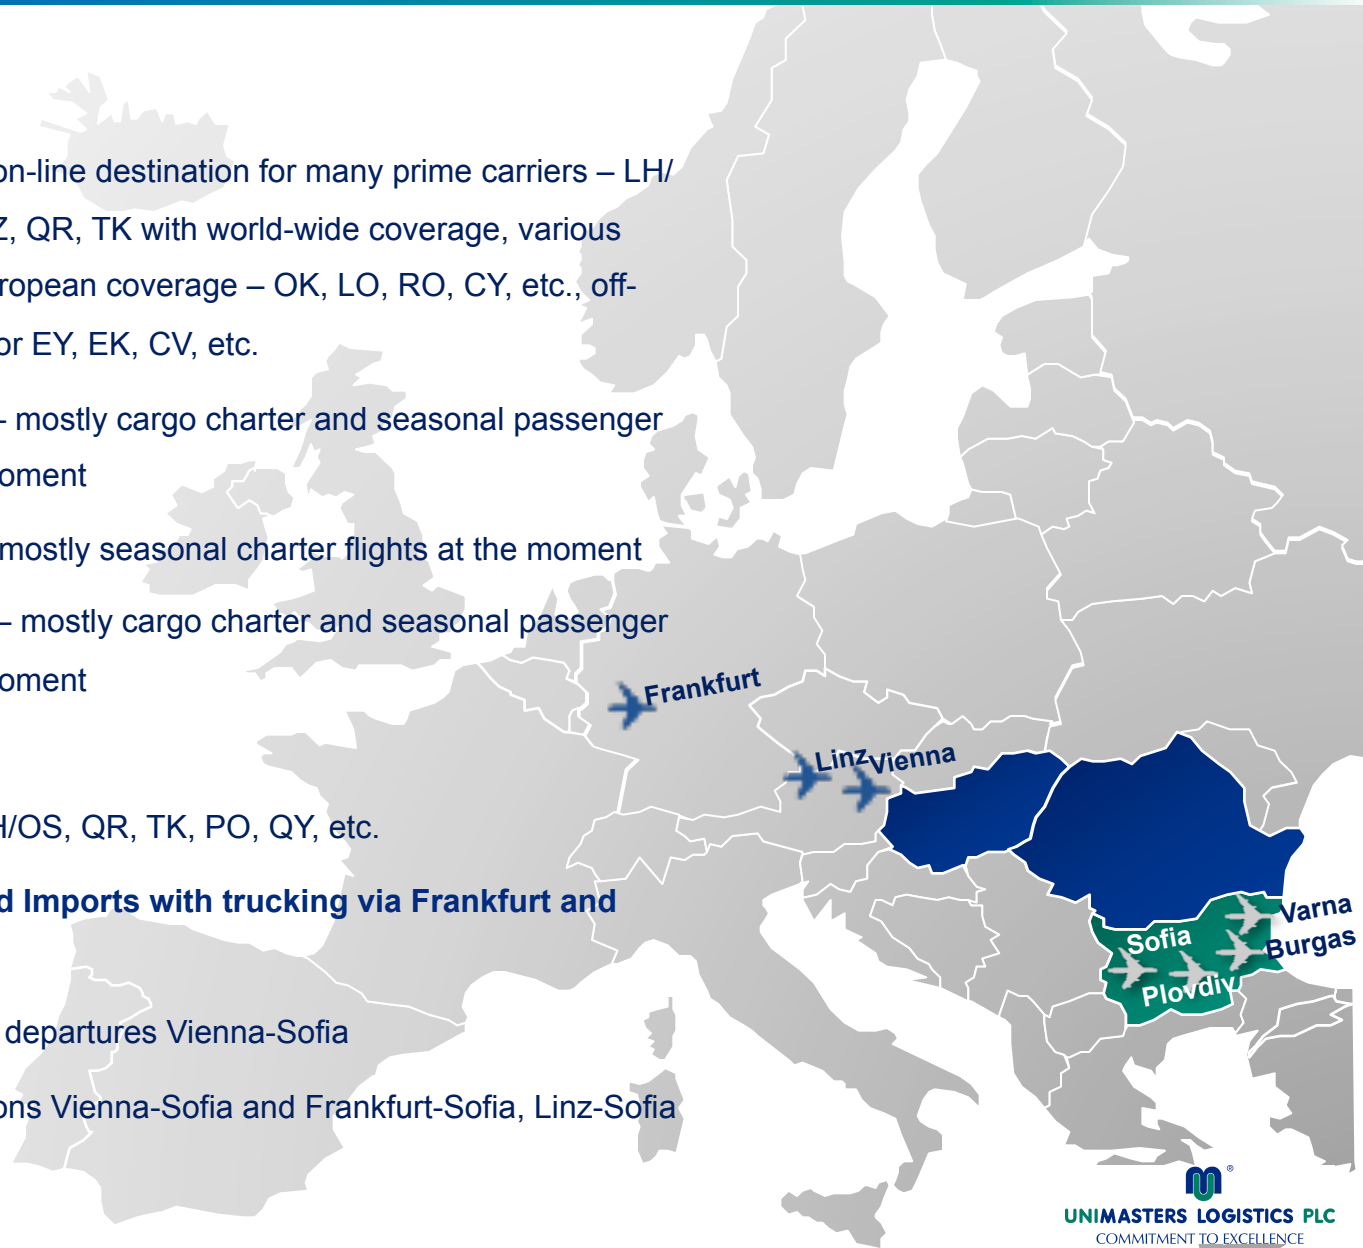 on-line destination for many prime carriers – LH/
Z, QR, TK with world-wide coverage, various
ropean coverage – OK, LO, RO, CY, etc., off-
or EY, EK, CV, etc.
– mostly cargo charter and seasonal passenger
oment
mostly seasonal charter flights at the moment
– mostly cargo charter and seasonal passenger
oment
H/OS, QR, TK, PO, QY, etc.
d Imports with trucking via Frankfurt and
departures Vienna-Sofia
ons Vienna-Sofia and Frankfurt-Sofia, Linz-Sofia
Frankfurt
Linz
Vienna
Varna
Burgas
Sofia
Plovdiv
®
UNIMASTERS LOGISTICS PLC
COMMITMENT TO EXCELLENCE